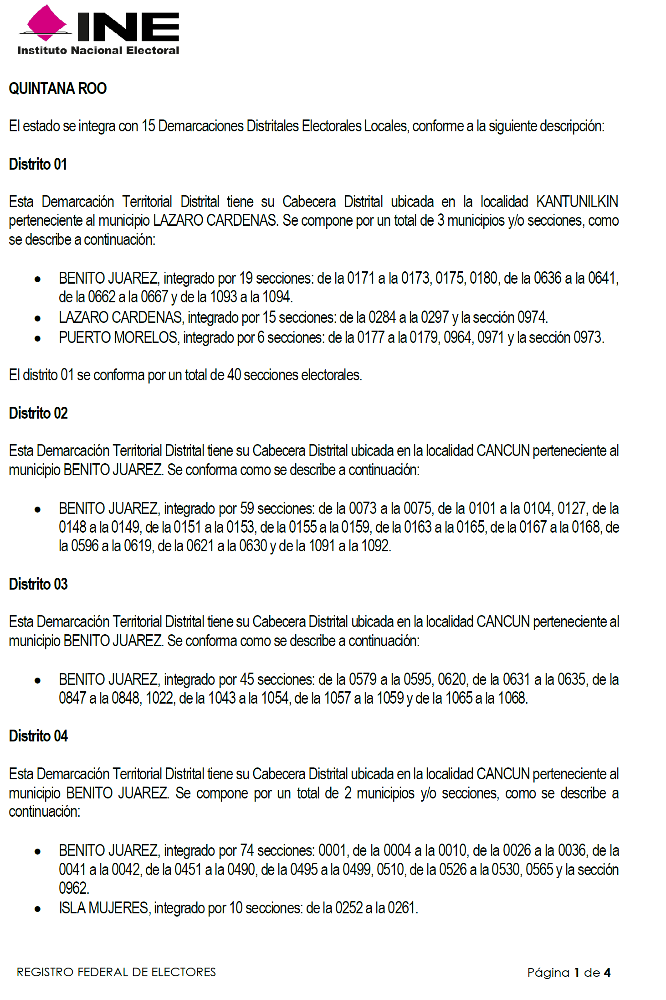 INE
Instituto Nacional Electoral
QUINTANA ROO
El estado se integra con 15 Demarcaciones Distritales Electorales Locales, conforme a la siguiente descripción:
Distrito 01
Esta Demarcación Territorial Distrital tiene su Cabecera Distrital ubicada en la localidad KANTUNILKIN
perteneciente al municipio LAZARO CARDENAS. Se compone por un total de 3 municipios y/o secciones, como
se describe a continuación:
● BENITO JUAREZ, integrado por 19 secciones: de la 0171 a la 0173, 0175, 0180, de la 0636 a la 0641,
de la 0662 a la 0667 y de la 1093 a la 1094.
● LAZARO CARDENAS, integrado por 15 secciones: de la 0284 a la 0297 y la sección 0974.
● PUERTO MORELOS, integrado por 6 secciones: de la 0177 a la 0179, 0964, 0971 y la sección 0973.
El distrito 01 se conforma por un total de 40 secciones electorales.
Distrito 02
Esta Demarcación Territorial Distrital tiene su Cabecera Distrital ubicada en la localidad CANCUN perteneciente al
municipio BENITO JUAREZ. Se conforma como se describe a continuación:
● BENITO JUAREZ, integrado por 59 secciones: de la 0073 a la 0075, de la 0101 a la 0104, 0127, de la
0148 a la 0149, de la 0151 a la 0153, de la 0155 a la 0159, de la 0163 a la 0165, de la 0167 a la 0168, de
la 0596 a la 0619, de la 0621 a la 0630 y de la 1091 a la 1092.
Distrito 03
Esta Demarcación Territorial Distrital tiene su Cabecera Distrital ubicada en la localidad CANCUN perteneciente al
municipio BENITO JUAREZ. Se conforma como se describe a continuación:
● BENITO JUAREZ, integrado por 45 secciones: de la 0579 a la 0595, 0620, de la 0631 a la 0635, de la
0847 a la 0848, 1022, de la 1043 a la 1054, de la 1057 a la 1059 y de la 1065 a la 1068.
Distrito 04
Esta Demarcación Territorial Distrital tiene su Cabecera Distrital ubicada en la localidad CANCUN perteneciente al
municipio BENITO JUAREZ. Se compone por un total de 2 municipios y/o secciones, como se describe a
continuación:
● BENITO JUAREZ, integrado por 74 secciones: 0001, de la 0004 a la 0010, de la 0026 a la 0036, de la
0041 a la 0042, de la 0451 a la 0490, de la 0495 a la 0499, 0510, de la 0526 a la 0530, 0565 y la sección
0962.
● ISLA MUJERES, integrado por 10 secciones: de la 0252 a la 0261.
REGISTRO FEDERAL DE ELECTORES
Página 1 de 4